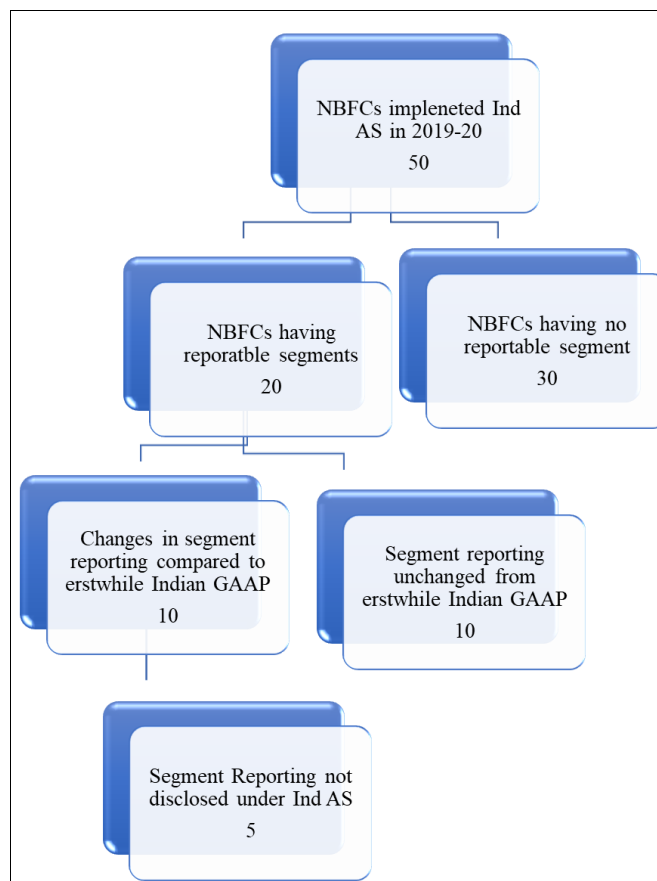 NBFCs impleneted Ind
AS in 2019-20
50
NBFCs having
reporatble segments
20
NBFCs having no
reportable segment
30
Changes in segment
reporting compared to
erstwhile Indian GAAP
10
Segment reporting
unchanged from
erstwhile Indian GAAP
10
Segment Reporting not
disclosed under Ind AS
5